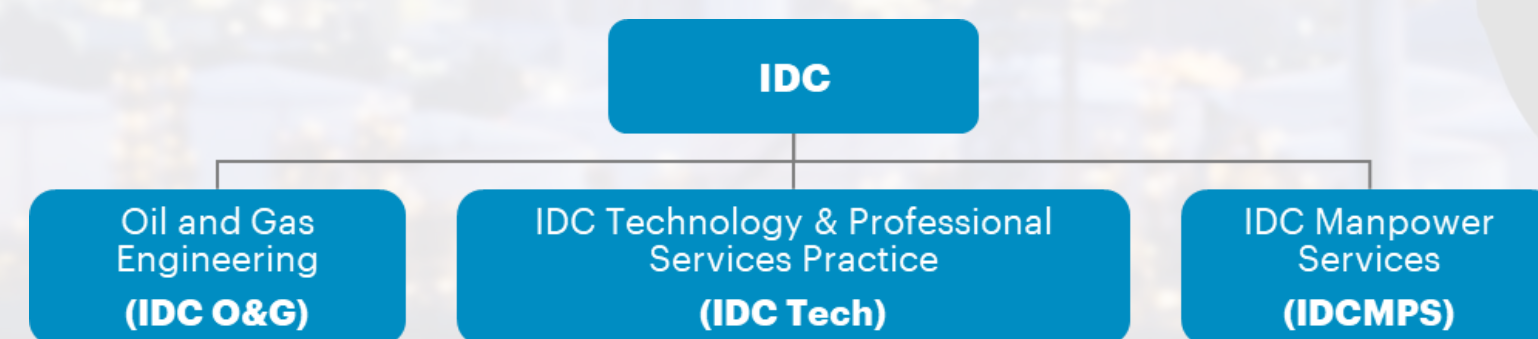 IDC
Oil and Gas
Engineering
(IDC O&G)
IDC Technology & Professional
Services Practice
(IDC Tech)
IDC Manpower
Services
(IDCMPS)